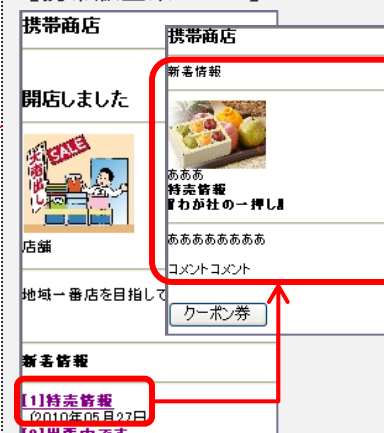 携帯商店
開店しました
大売出し
SALE
店舗
地域一番店を目指して
新着情報
[1]特売情報
(2010年05月27日
携帯商店
新着情報
あああ
特売情報
『わが社の一押し』
ああああああああ
コメントコメント
クーポン券